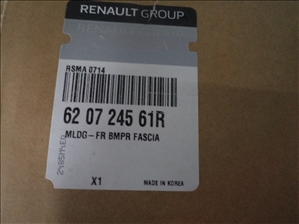 RENAULT GROUP
RSMA 0714
62 07 245 61R
MLDG-FR BMPR FASCIA
X1
MADE IN KOREA